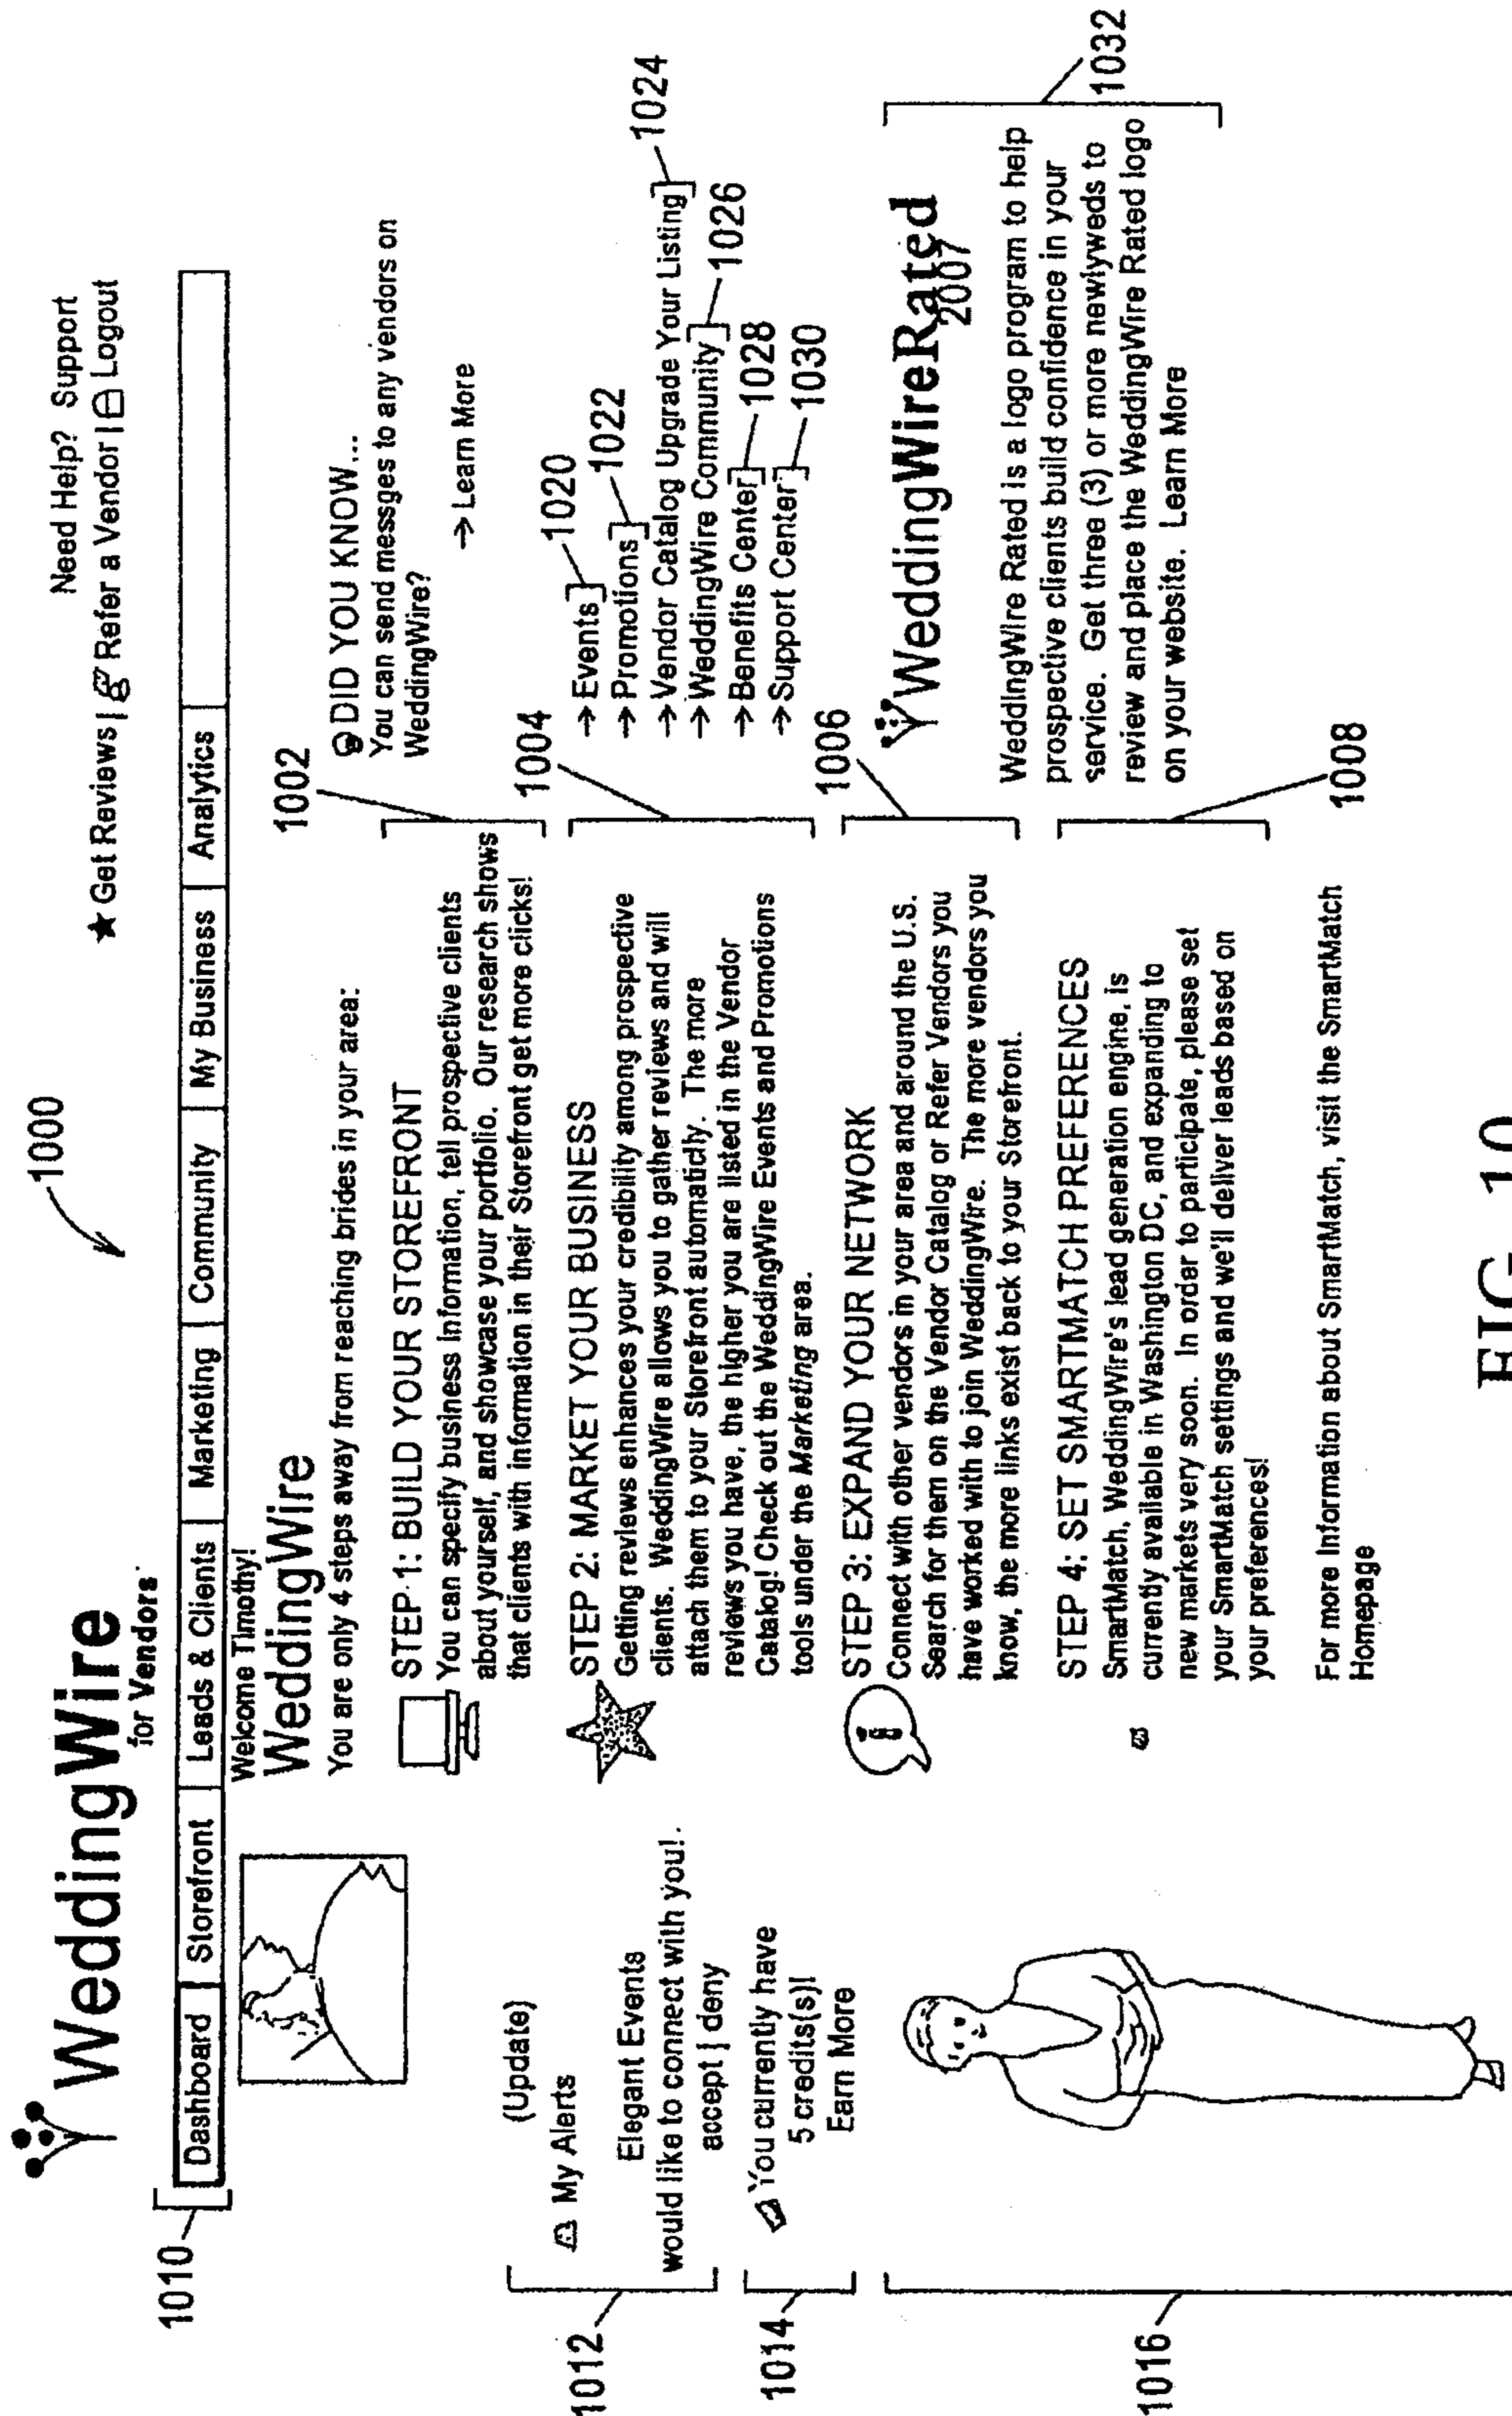 1000
WeddingWire
for Vendors
Need Help? Support
★ Get Reviews | Refer a Vendor | Logout
1010
Dashboard | Storefront | Leads & Clients | Marketing | Community | My Business | Analytics
Welcome Timothy!
WeddingWire
You are only 4 steps away from reaching brides in your area:
1002
STEP 1: BUILD YOUR STOREFRONT
You can specify business information, tell prospective clients
about yourself, and showcase your portfolio. Our research shows
that clients with information in their Storefront get more clicks!
1004
STEP 2: MARKET YOUR BUSINESS
Getting reviews enhances your credibility among prospective
clients. WeddingWire allows you to gather reviews and will
attach them to your Storefront automaticlly. The more
reviews you have, the higher you are listed in the Vendor
Catalog! Check out the WeddingWire Events and Promotions
tools under the Marketing area.
1006
STEP 3: EXPAND YOUR NETWORK
Connect with other vendors in your area and around the U.S.
Search for them on the Vendor Catalog or Refer Vendors you
have worked with to join WeddingWire. The more vendors you
know, the more links exist back to your Storefront.
STEP 4: SET SMARTMATCH PREFERENCES
SmartMatch, WeddingWire's lead generation engine, is
currently available in Washington DC, and expanding to
new markets very soon. In order to participate, please set
your SmartMatch settings and we'll deliver leads based on
your preferences!
1008
For more Information about SmartMatch, visit the SmartMatch
Homepage
(Update)
My Alerts
Elegant Events
would like to connect with you!
accept | deny
1012
You currently have
5 credits(s)!
Earn More
1014
1016
DID YOU KNOW...
You can send messges to any vendors on
WeddingWire?
→ Learn More
→ Events 1020
→ Promotions 1022
→ Vendor Catalog Upgrade Your Listing 1024
→ WeddingWire Community 1026
→ Benefits Center 1028
→ Support Center 1030
WeddingWireRated
2007
WeddingWire Rated is a logo program to help
prospective clients build confidence in your
service. Get three (3) or more newlyweds to
review and place the WeddingWire Rated logo
on your website. Learn More
1032
FIG. 10